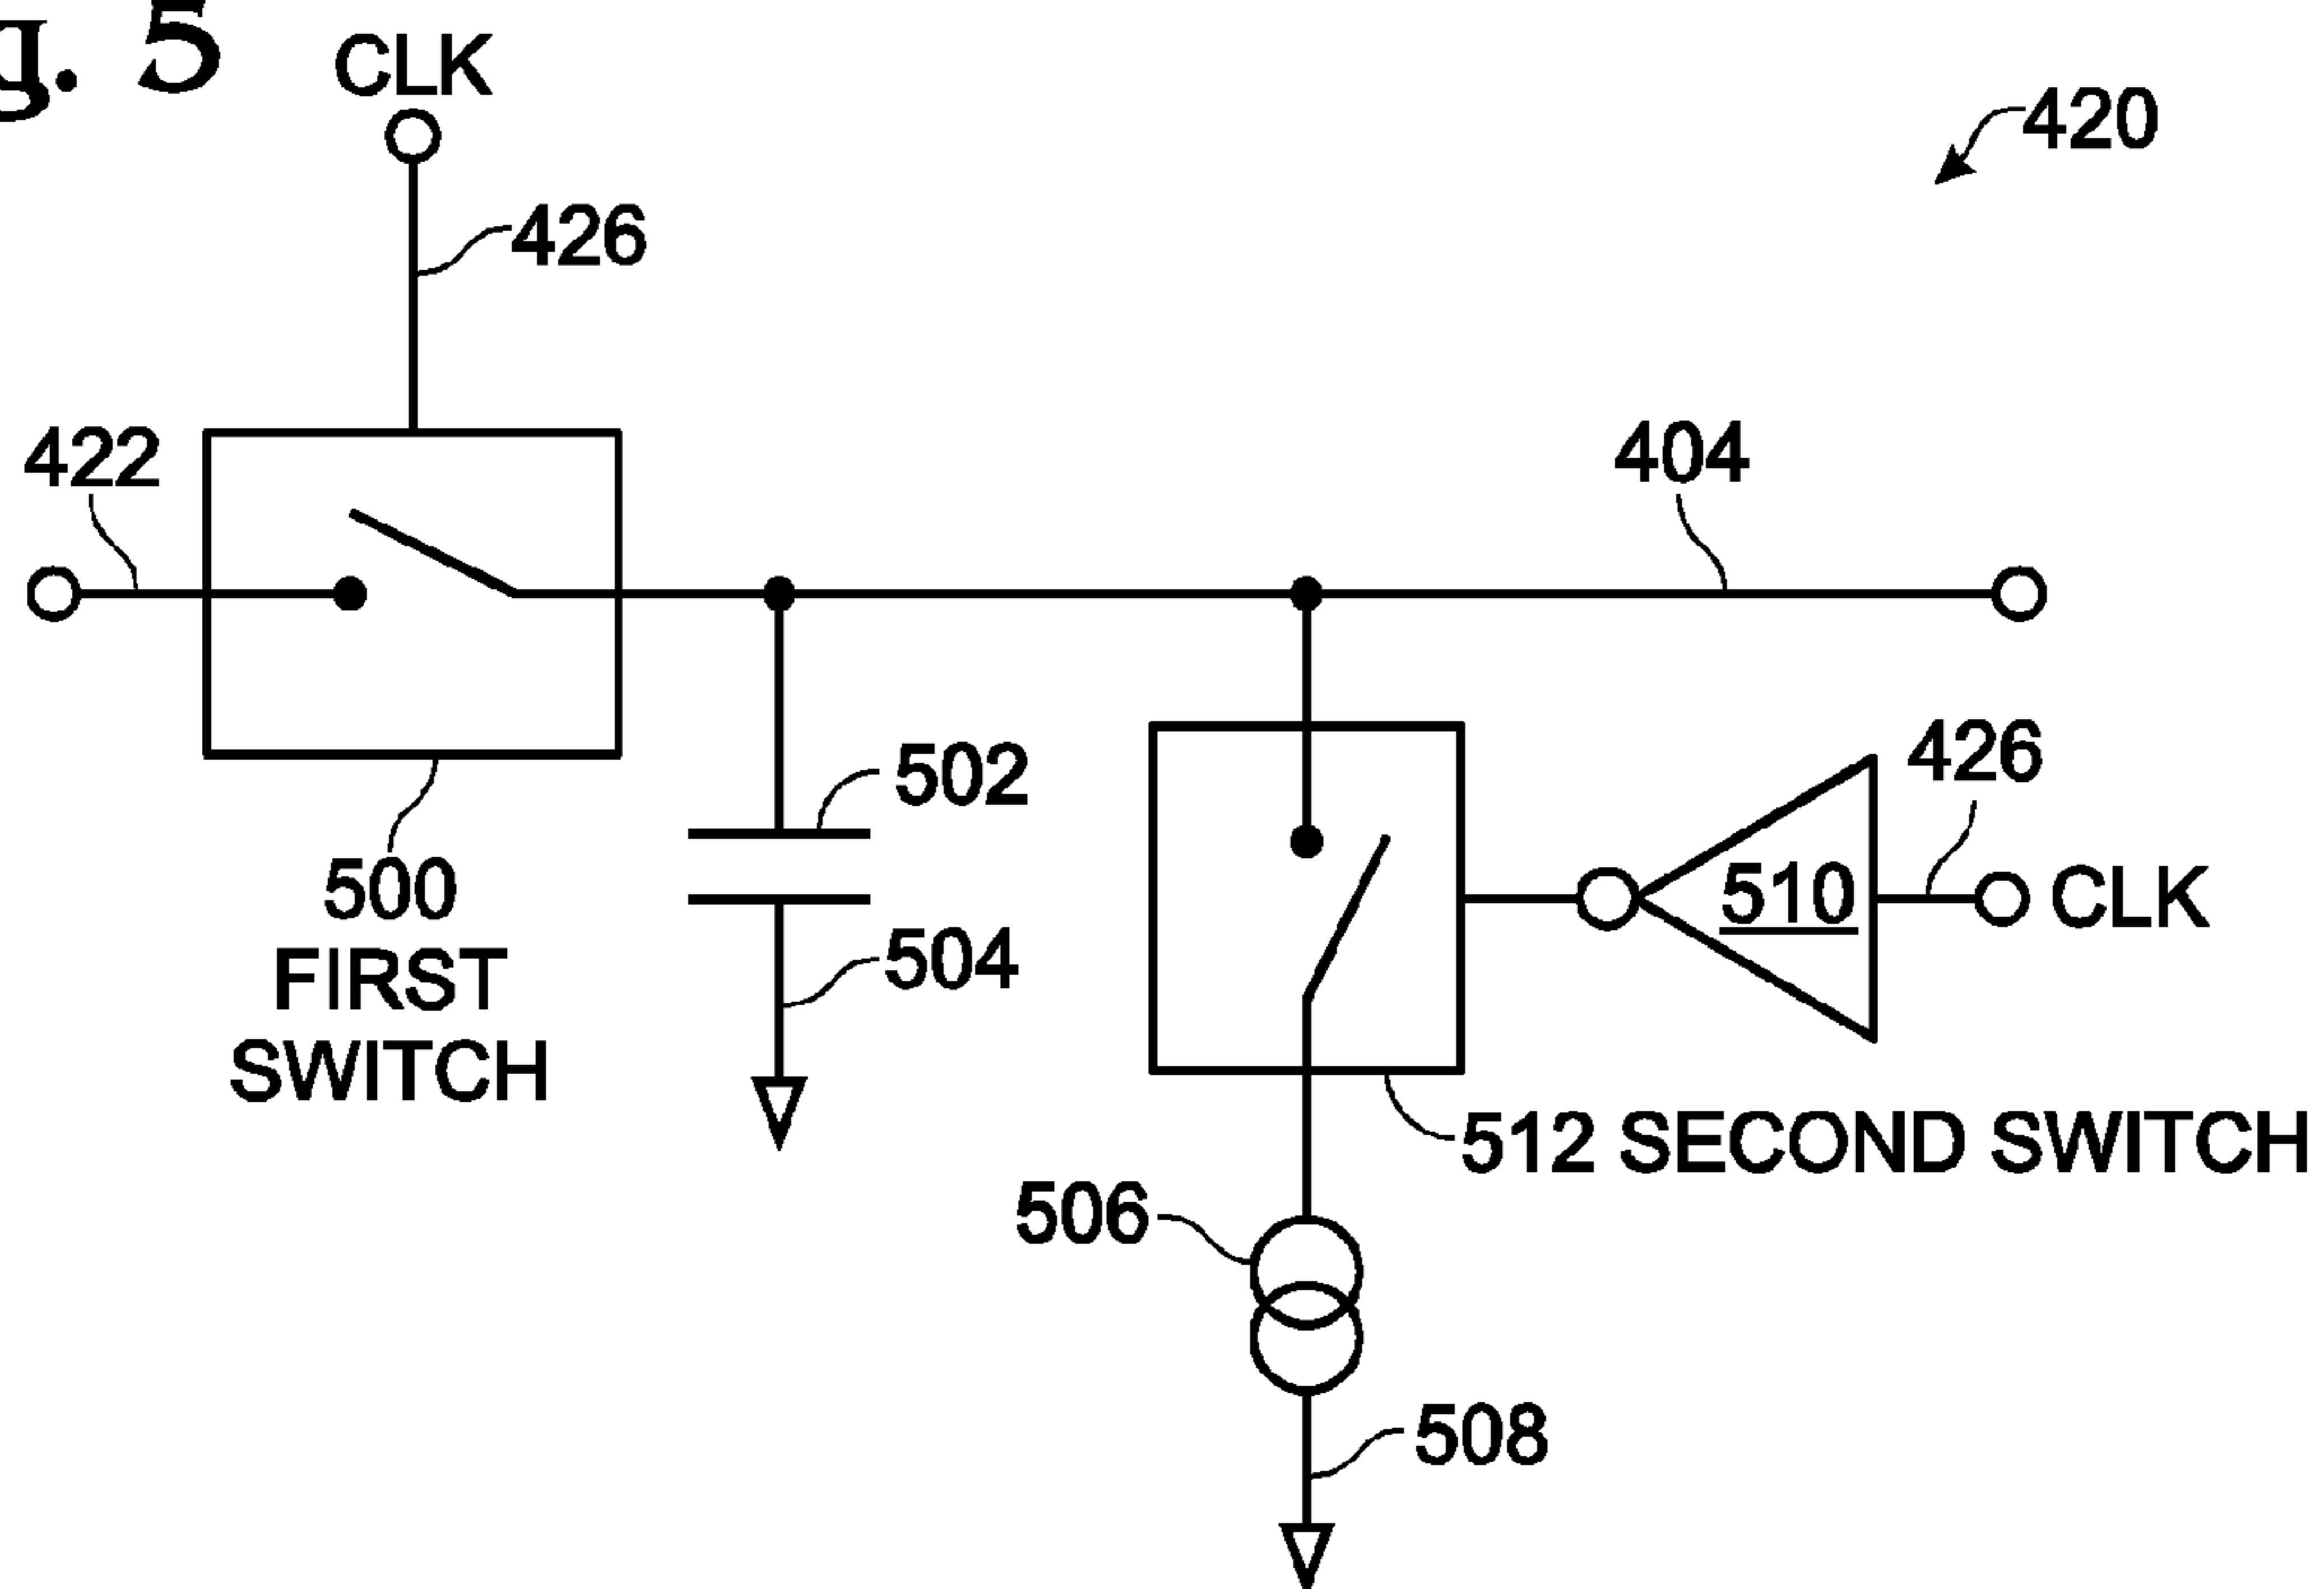 g. 5
CLK
420
426
422
404
502
426
500
FIRST
SWITCH
510
CLK
504
512 SECOND SWITCH
506
508